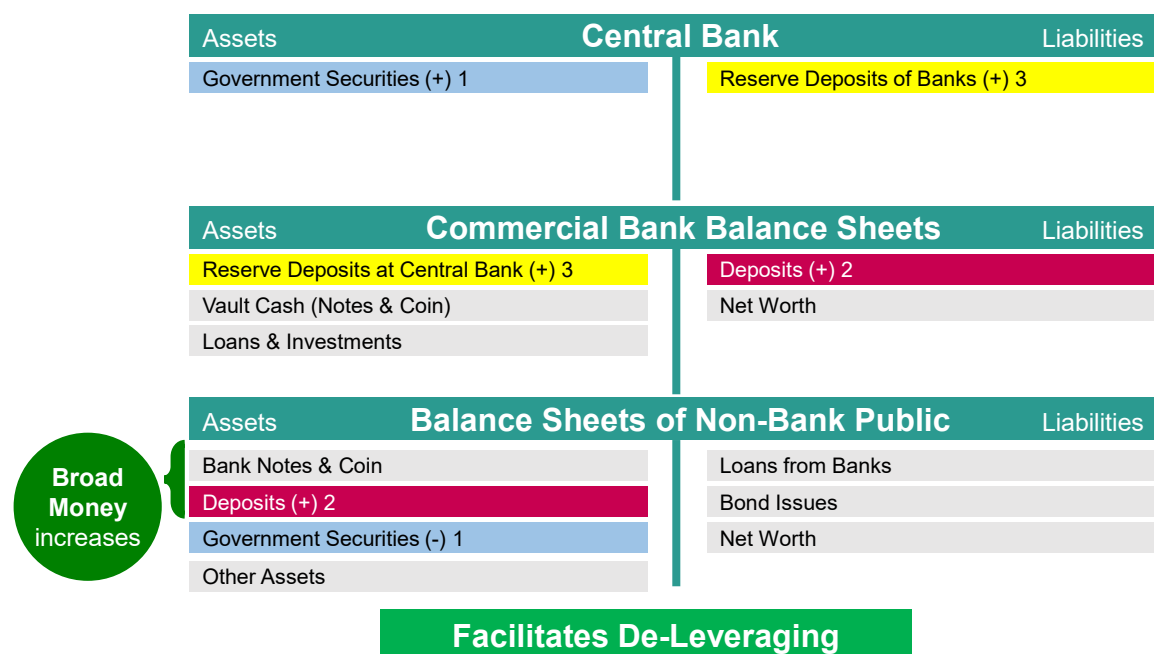 Assets Central Bank Liabilities
Government Securities (+) 1 Reserve Deposits of Banks (+) 3
Assets Commercial Bank Balance Sheets Liabilities
Reserve Deposits at Central Bank (+) 3 Deposits (+) 2
Vault Cash (Notes & Coin) Net Worth
Loans & Investments
Assets Balance Sheets of Non-Bank Public Liabilities
Bank Notes & Coin Loans from Banks
Deposits (+) 2 Bond Issues
Government Securities (-) 1 Net Worth
Other Assets
Broad
Money
increases
Facilitates De-Leveraging